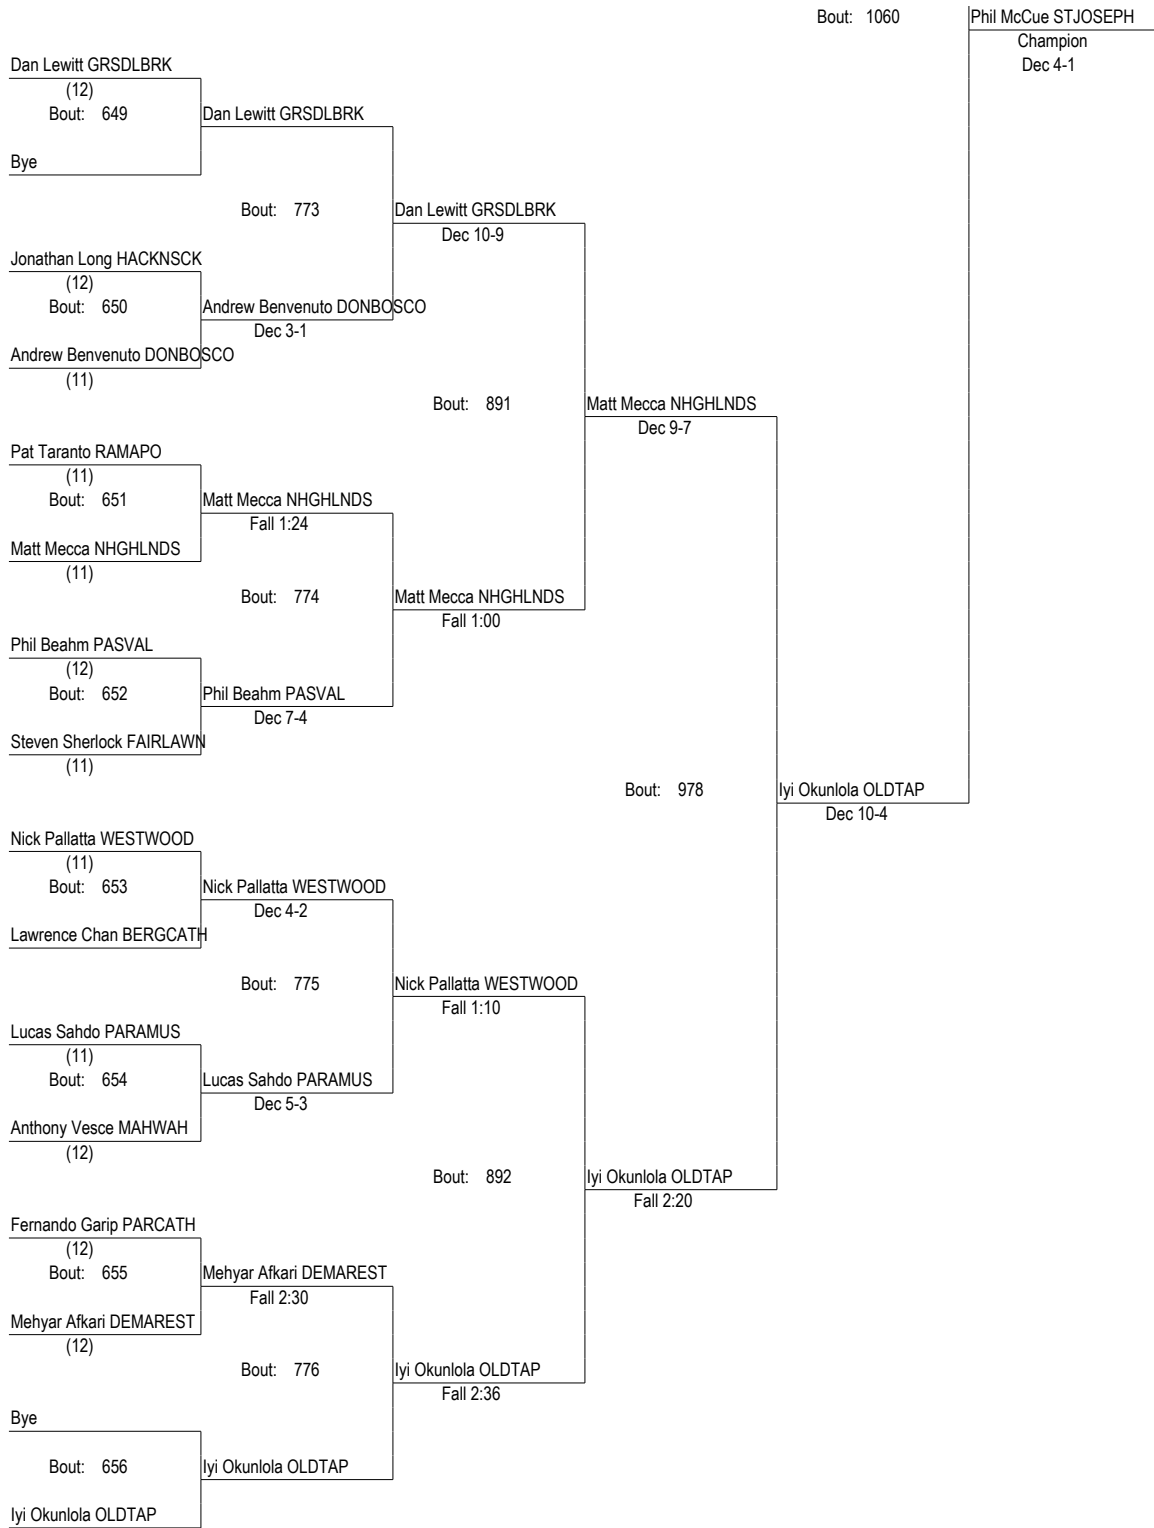 Bout: 1060
Phil McCue STJOSEPH
Champion
Dec 4-1
Dan Lewitt GRSDLBRK
(12)
Bout: 649
Dan Lewitt GRSDLBRK
Bye
Bout: 773
Dan Lewitt GRSDLBRK
Dec 10-9
Jonathan Long HACKNSCK
(12)
Bout: 650
Andrew Benvenuto DONBOSCO
Dec 3-1
Andrew Benvenuto DONBOSCO
(11)
Bout: 891
Matt Mecca NHGHLNDS
Dec 9-7
Pat Taranto RAMAPO
(11)
Bout: 651
Matt Mecca NHGHLNDS
Fall 1:24
Matt Mecca NHGHLNDS
(11)
Bout: 774
Matt Mecca NHGHLNDS
Fall 1:00
Phil Beahm PASVAL
(12)
Bout: 652
Phil Beahm PASVAL
Dec 7-4
Steven Sherlock FAIRLAWN
(11)
Bout: 978
Iyi Okunlola OLDTAP
Dec 10-4
Nick Pallatta WESTWOOD
(11)
Bout: 653
Nick Pallatta WESTWOOD
Dec 4-2
Lawrence Chan BERGCATH
Bout: 775
Nick Pallatta WESTWOOD
Fall 1:10
Lucas Sahdo PARAMUS
(11)
Bout: 654
Lucas Sahdo PARAMUS
Dec 5-3
Anthony Vesce MAHWAH
(12)
Bout: 892
Iyi Okunlola OLDTAP
Fall 2:20
Fernando Garip PARCATH
(12)
Bout: 655
Mehyar Afkari DEMAREST
Fall 2:30
Mehyar Afkari DEMAREST
(12)
Bout: 776
Iyi Okunlola OLDTAP
Fall 2:36
Bye
Bout: 656
Iyi Okunlola OLDTAP
Iyi Okunlola OLDTAP